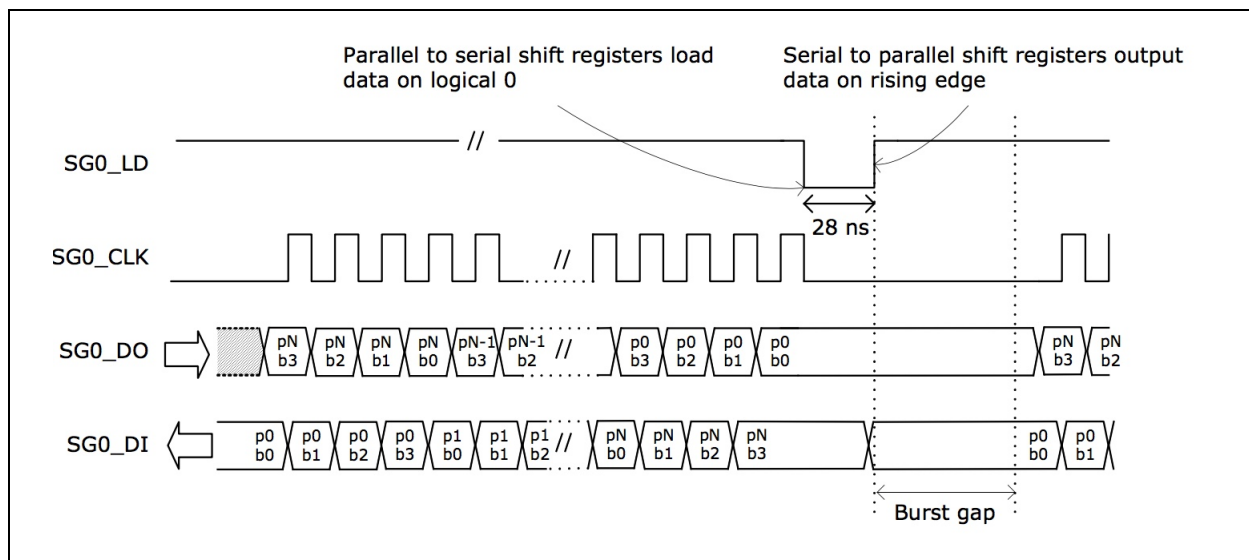 Parallel to serial shift registers load
data on logical 0
Serial to parallel shift registers output
data on rising edge
SG0_LD
//
28 ns
SG0_CLK
//
SG0_DO
pN b3 pN b2 pN b1 pN b0 pN-1 b3 pN-1 b2 // p0 b3 p0 b2 p0 b1 p0 b0 pN b3 pN b2
SG0_DI
p0 b0 p0 b1 p0 b2 p0 b3 p1 b0 p1 b1 p1 b2 // pN b0 pN b1 pN b2 pN b3 p0 b0 p0 b1
Burst gap